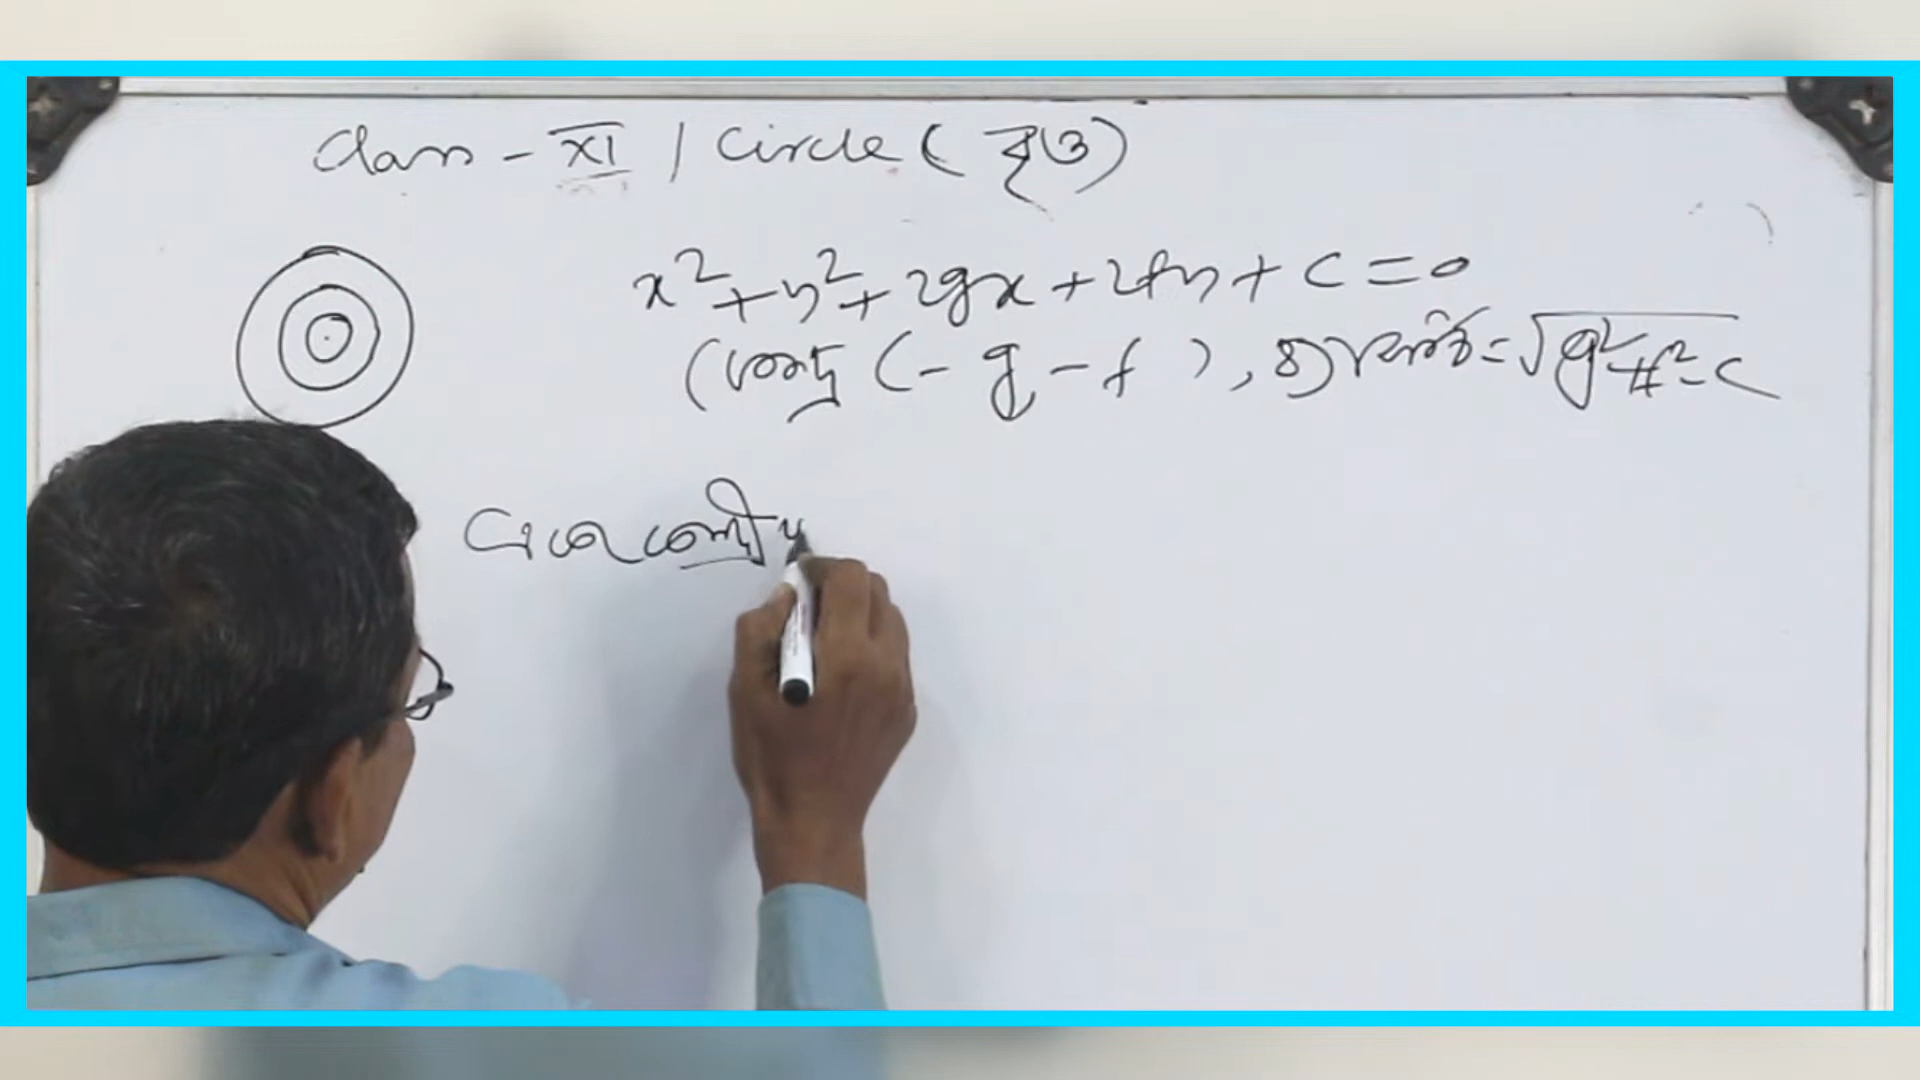 Class - XI / Circle (বৃত্ত)
x²+y²+2gx+2fy+c=0
(কেন্দ্র (-g -f ), ও) ব্যাসার্ধ=√g²+f²-c
এককেন্দ্রীয়